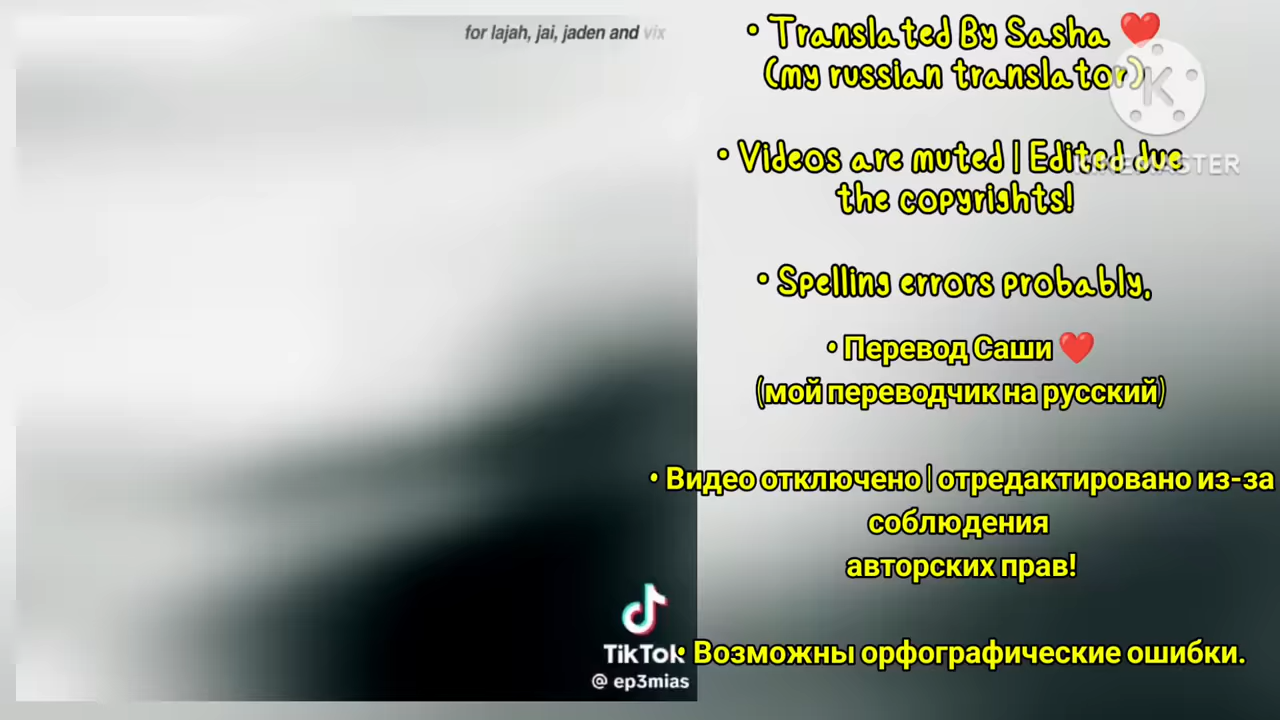 for lajah, jai, jaden and vix
• Translated By Sasha ❤️
(my russian translator)
KINEMASTER
• Videos are muted | Edited due
the copyrights!
• Spelling errors probably,
• Перевод Саши ❤️
(мой переводчик на русский)
• Видео отключено | отредактировано из-за
соблюдения
авторских прав!
• Возможны орфографические ошибки.
TikTok
@ ep3mias